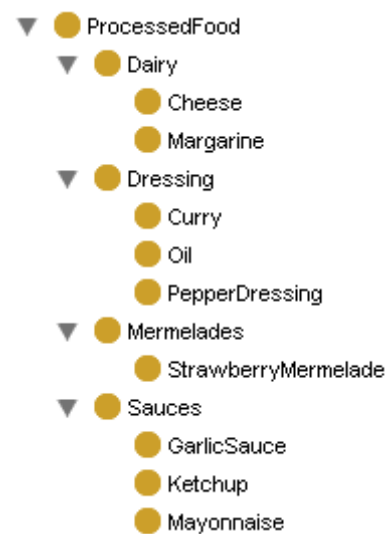 ProcessedFood
Dairy
Cheese
Margarine
Dressing
Curry
Oil
PepperDressing
Mermelades
StrawberryMermelade
Sauces
GarlicSauce
Ketchup
Mayonnaise